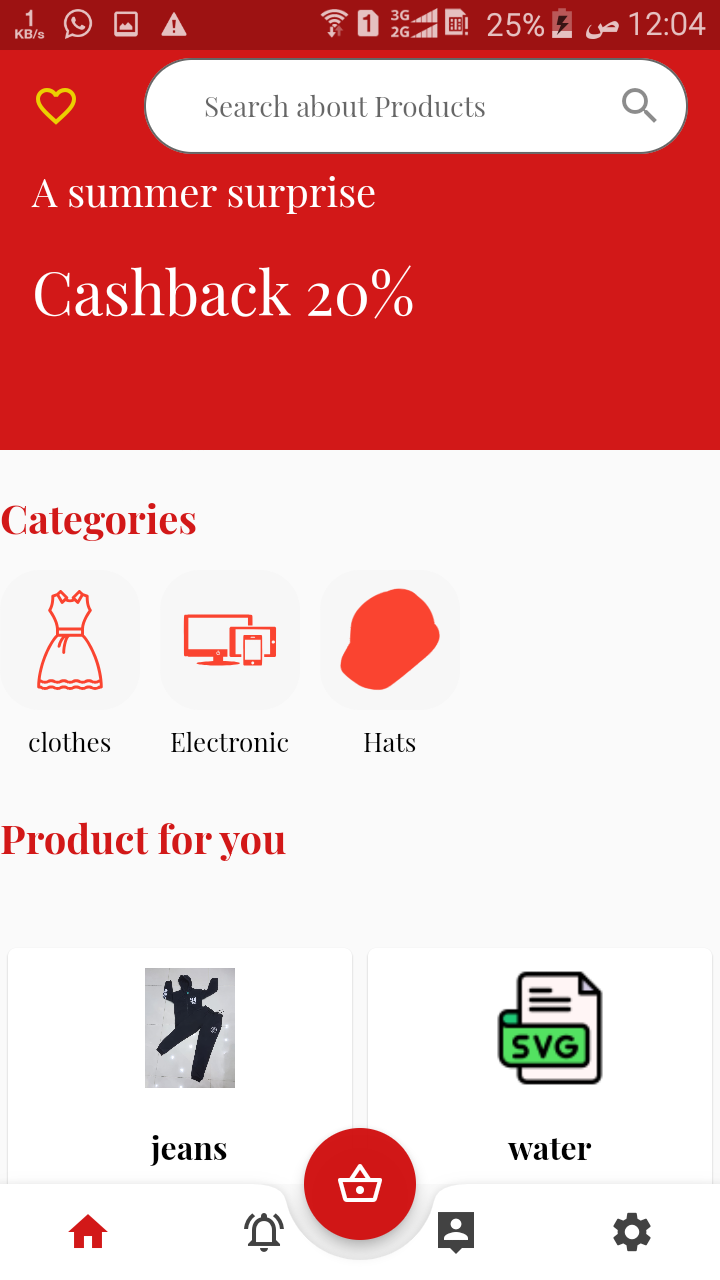 1
KB/s
1
3G
2G
25%
12:04 ص
Search about Products
A summer surprise
Cashback 20%
Categories
clothes
Electronic
Hats
Product for you
SVG
jeans
water